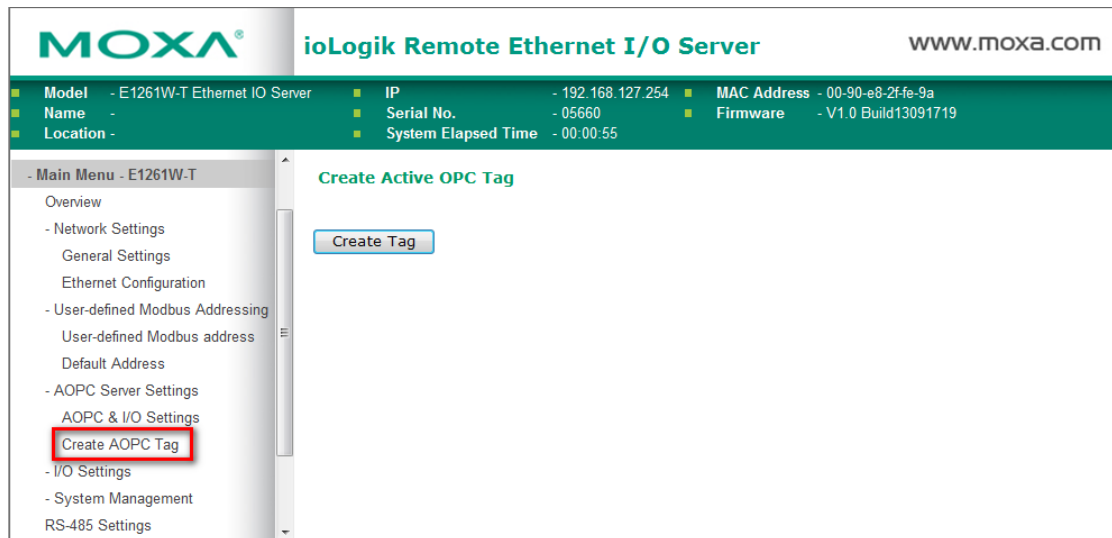 MOXA®
ioLogik Remote Ethernet I/O Server
www.moxa.com
Model - E1261W-T Ethernet IO Server
IP - 192.168.127.254
MAC Address - 00-90-e8-2f-fe-9a
Name -
Serial No. - 05660
Firmware - V1.0 Build13091719
Location -
System Elapsed Time - 00:00:55
- Main Menu - E1261W-T
Overview
- Network Settings
General Settings
Ethernet Configuration
- User-defined Modbus Addressing
User-defined Modbus address
Default Address
- AOPC Server Settings
AOPC & I/O Settings
Create AOPC Tag
- I/O Settings
- System Management
RS-485 Settings
Create Active OPC Tag
Create Tag